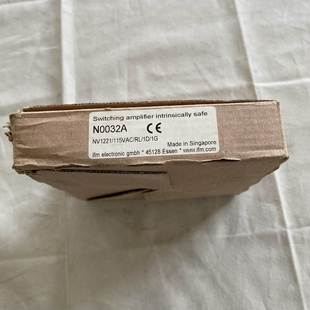 Switching amplifier intrinsically safe
N0032A CE
NV1221/115VAC/RL/1D/1G Made in Singapore
ifm electronic gmbh * 45128 Essen * www.ifm.com